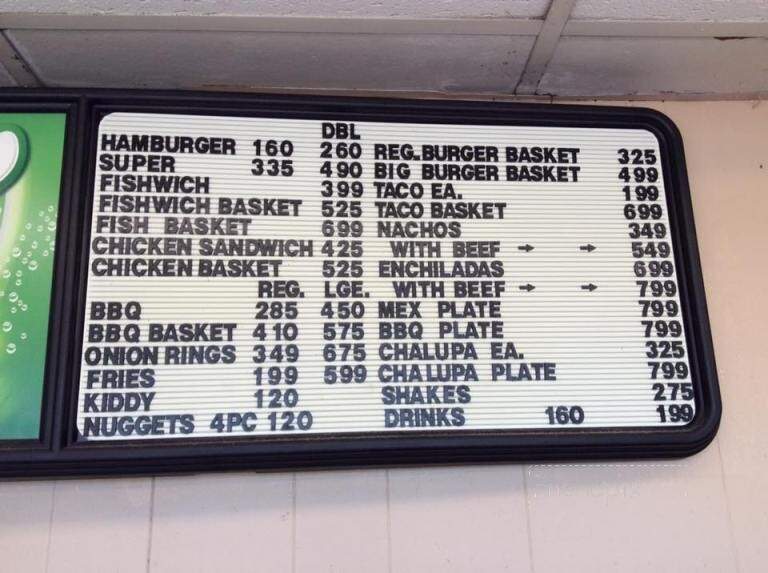 DBL
HAMBURGER 160 260 REG. BURGER BASKET 325
SUPER 335 490 BIG BURGER BASKET 499
FISHWICH 399 TACO EA. 199
FISHWICH BASKET 525 TACO BASKET 699
FISH BASKET 699 NACHOS 349
CHICKEN SANDWICH 425 WITH BEEF → → 549
CHICKEN BASKET 525 ENCHILADAS 699
REG. LGE. WITH BEEF → → 799
BBQ 285 450 MEX PLATE 799
BBQ BASKET 410 575 BBQ PLATE 799
ONION RINGS 349 675 CHALUPA EA. 325
FRIES 199 599 CHALUPA PLATE 799
KIDDY 120 SHAKES 275
NUGGETS 4PC 120 DRINKS 160 199